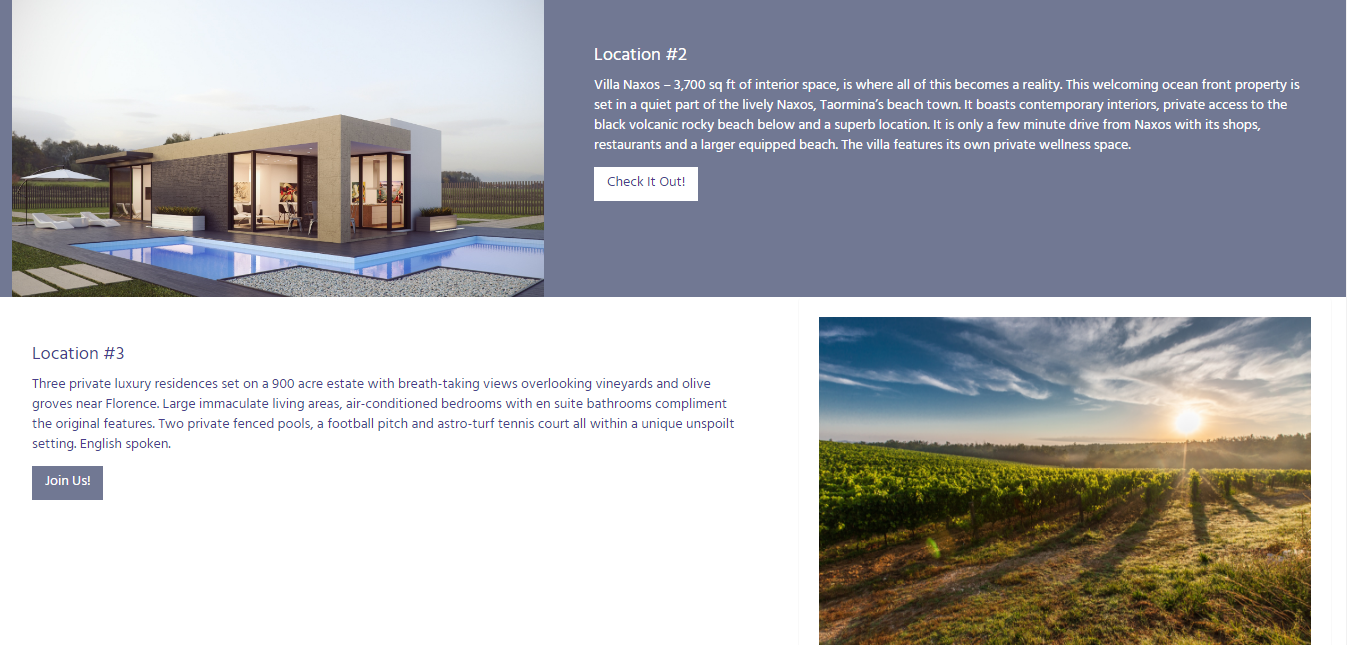 Location #2
Villa Naxos – 3,700 sq ft of interior space, is where all of this becomes a reality. This welcoming ocean front property is
set in a quiet part of the lively Naxos, Taormina’s beach town. It boasts contemporary interiors, private access to the
black volcanic rocky beach below and a superb location. It is only a few minute drive from Naxos with its shops,
restaurants and a larger equipped beach. The villa features its own private wellness space.
Check It Out!
Location #3
Three private luxury residences set on a 900 acre estate with breath-taking views overlooking vineyards and olive
groves near Florence. Large immaculate living areas, air-conditioned bedrooms with en suite bathrooms compliment
the original features. Two private fenced pools, a football pitch and astro-turf tennis court all within a unique unspoilt
setting. English spoken.
Join Us!